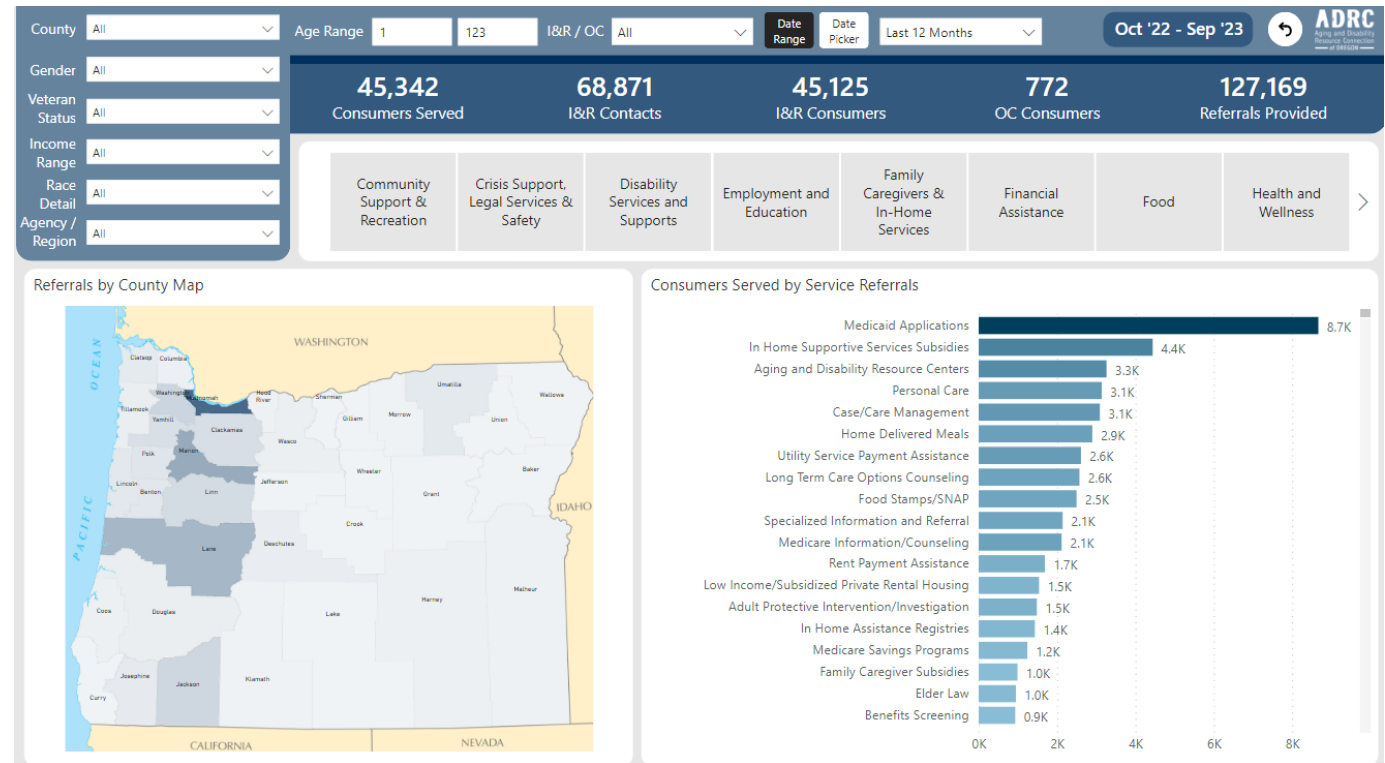 County All
Gender All
Veteran
Status All
Income
Range All
Race
Detail All
Agency /
Region All
Age Range 1 123 I&R / OC All
Date
Range
Date
Picker
Last 12 Months
Oct '22 - Sep '23
ADRC
Aging and Disability
Resource Connection
of OREGON
45,342
Consumers Served
68,871
I&R Contacts
45,125
I&R Consumers
772
OC Consumers
127,169
Referrals Provided
Community
Support &
Recreation
Crisis Support,
Legal Services &
Safety
Disability
Services and
Supports
Employment and
Education
Family
Caregivers &
In-Home
Services
Financial
Assistance
Food
Health and
Wellness
Referrals by County Map
WASHINGTON
PACIFIC OCEAN
Clatsop
Columbia
Washington
Multnomah
Hood
River
Sherman
Umatilla
Wallowa
Tillamook
Yamhill
Clackamas
Gilliam
Morrow
Union
Wasco
Polk
Marion
Wheeler
Baker
Lincoln
Benton
Linn
Jefferson
Grant
IDAHO
Crook
Lane
Deschutes
Malheur
Harney
Coos
Douglas
Lake
Josephine
Jackson
Klamath
Curry
CALIFORNIA
NEVADA
Consumers Served by Service Referrals
Medicaid Applications 8.7K
In Home Supportive Services Subsidies 4.4K
Aging and Disability Resource Centers 3.3K
Personal Care 3.1K
Case/Care Management 3.1K
Home Delivered Meals 2.9K
Utility Service Payment Assistance 2.6K
Long Term Care Options Counseling 2.6K
Food Stamps/SNAP 2.5K
Specialized Information and Referral 2.1K
Medicare Information/Counseling 2.1K
Rent Payment Assistance 1.7K
Low Income/Subsidized Private Rental Housing 1.5K
Adult Protective Intervention/Investigation 1.5K
In Home Assistance Registries 1.4K
Medicare Savings Programs 1.2K
Family Caregiver Subsidies 1.0K
Elder Law 1.0K
Benefits Screening 0.9K
0K 2K 4K 6K 8K